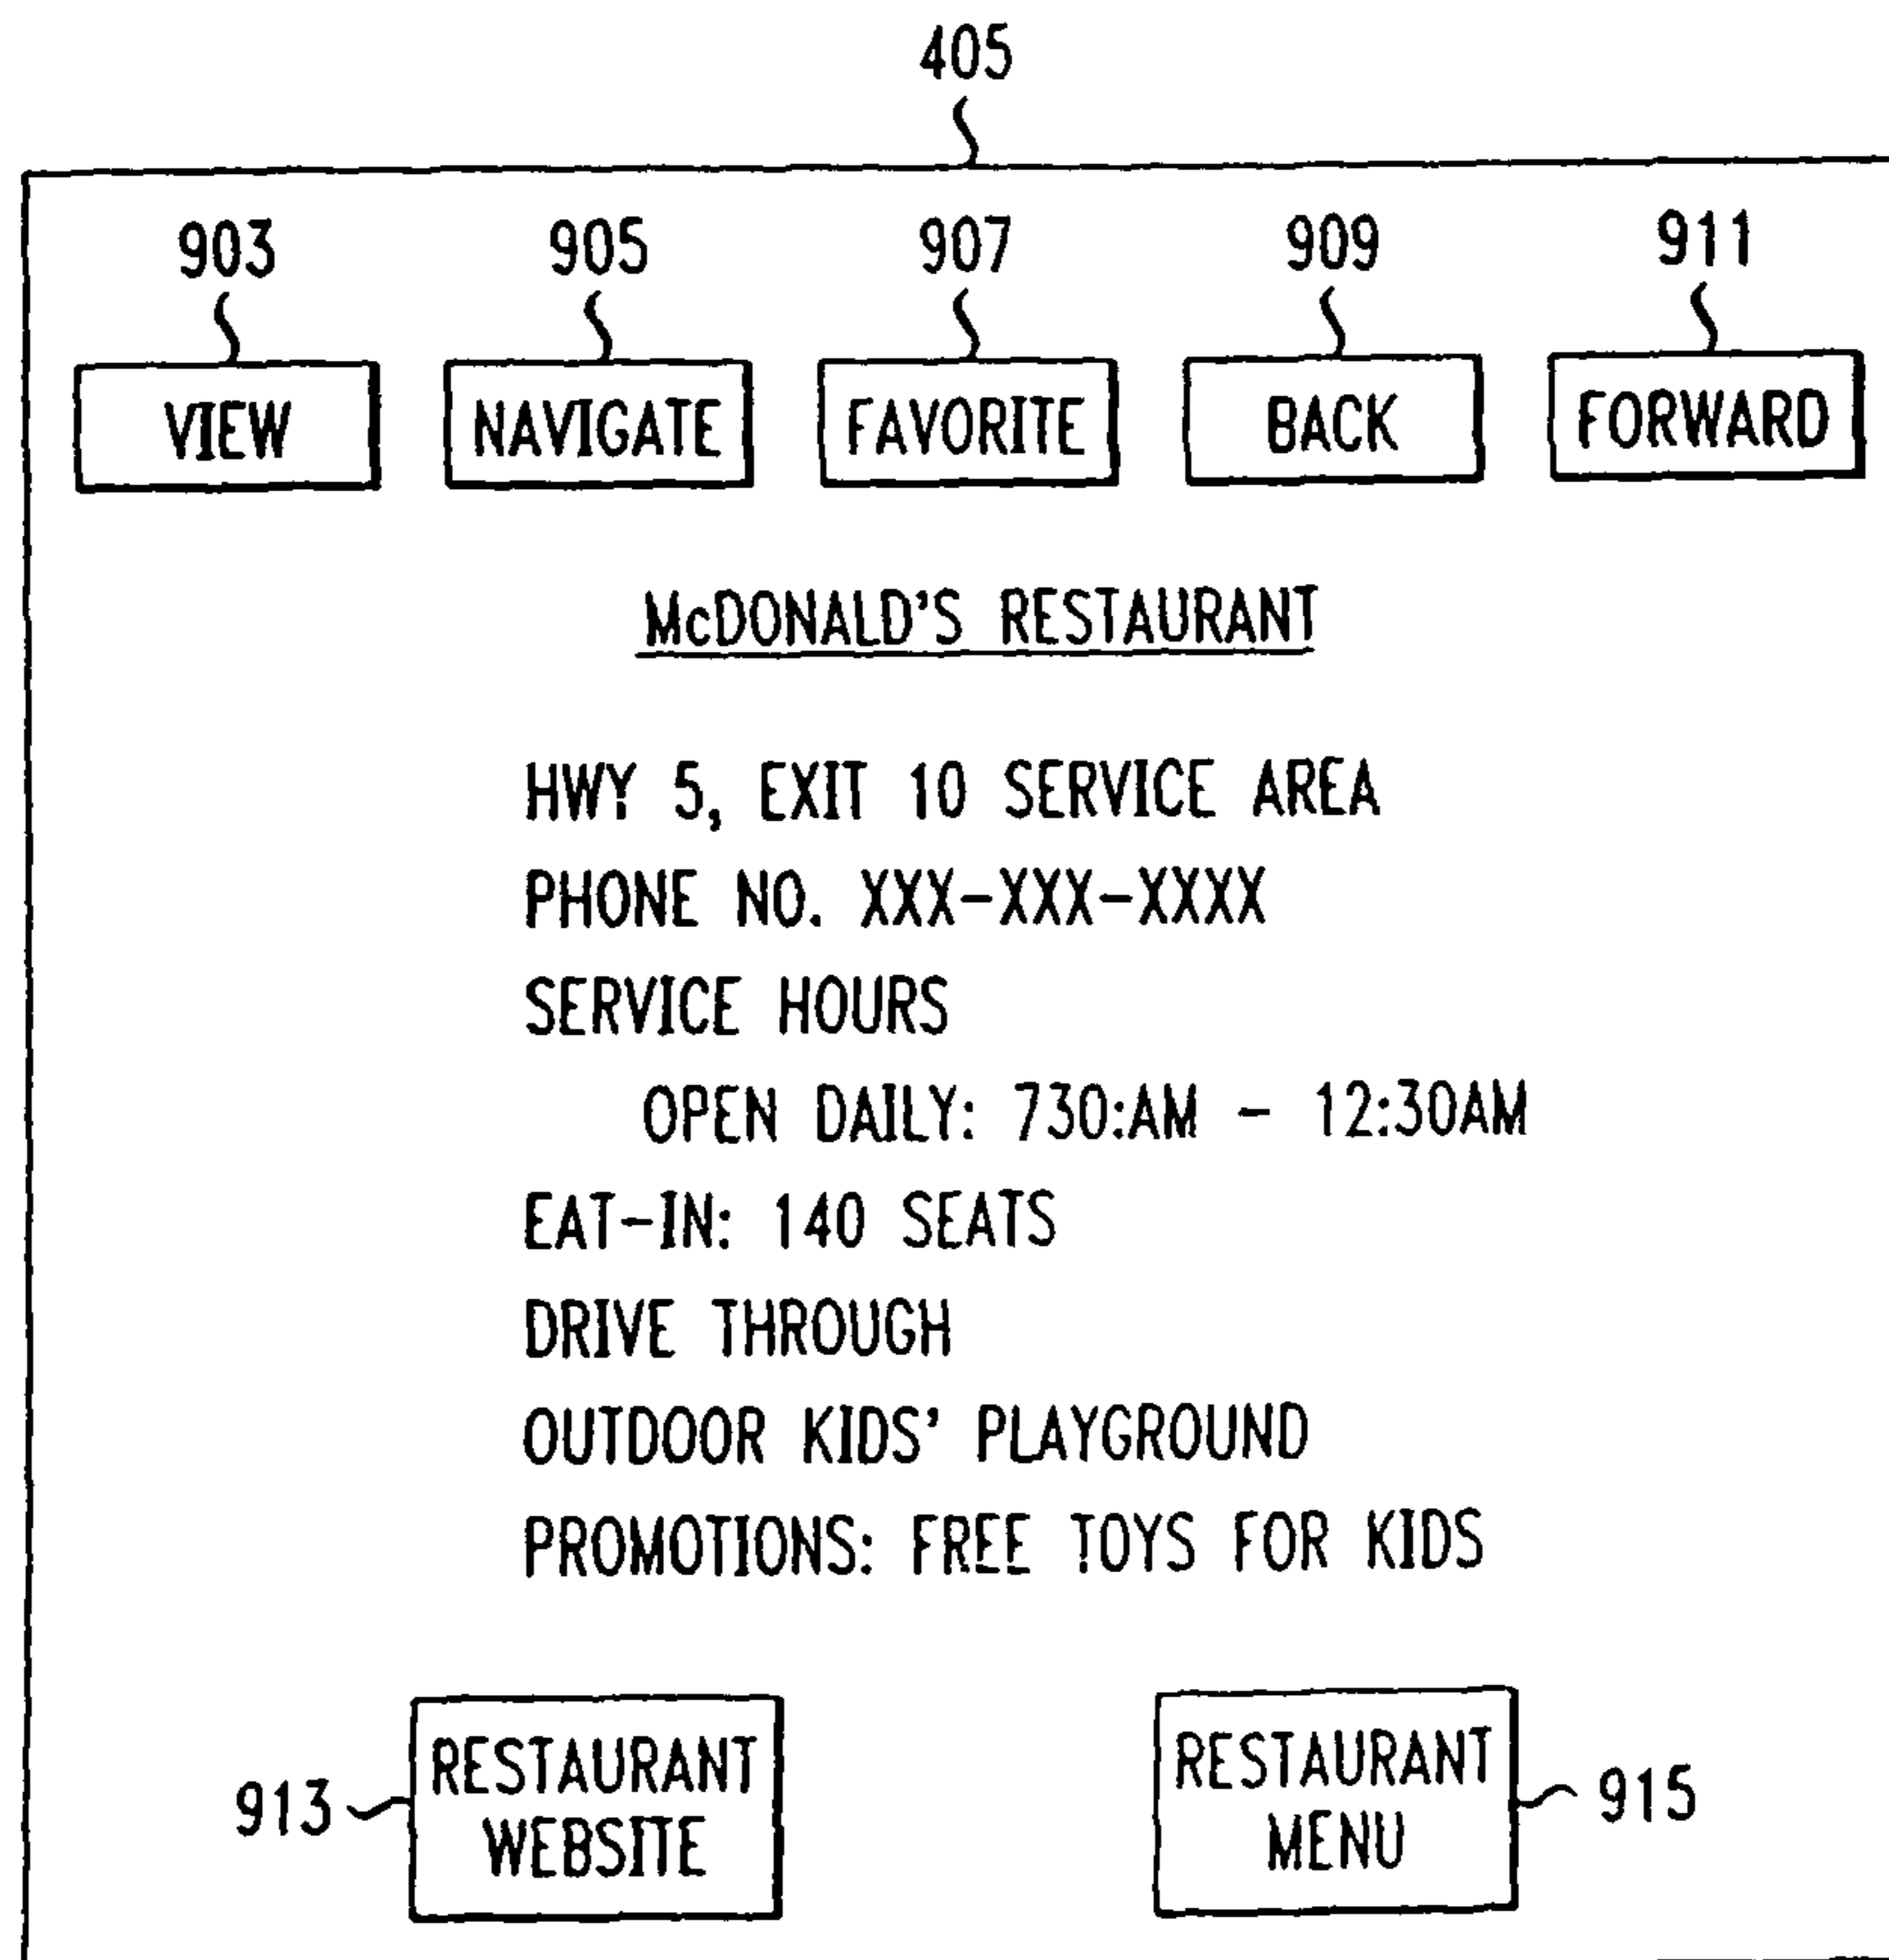 405
903 905 907 909 911
VIEW NAVIGATE FAVORITE BACK FORWARD
McDONALD'S RESTAURANT
HWY 5, EXIT 10 SERVICE AREA
PHONE NO. XXX-XXX-XXXX
SERVICE HOURS
OPEN DAILY: 730:AM - 12:30AM
EAT-IN: 140 SEATS
DRIVE THROUGH
OUTDOOR KIDS' PLAYGROUND
PROMOTIONS: FREE TOYS FOR KIDS
913
RESTAURANT
WEBSITE
RESTAURANT
MENU
915